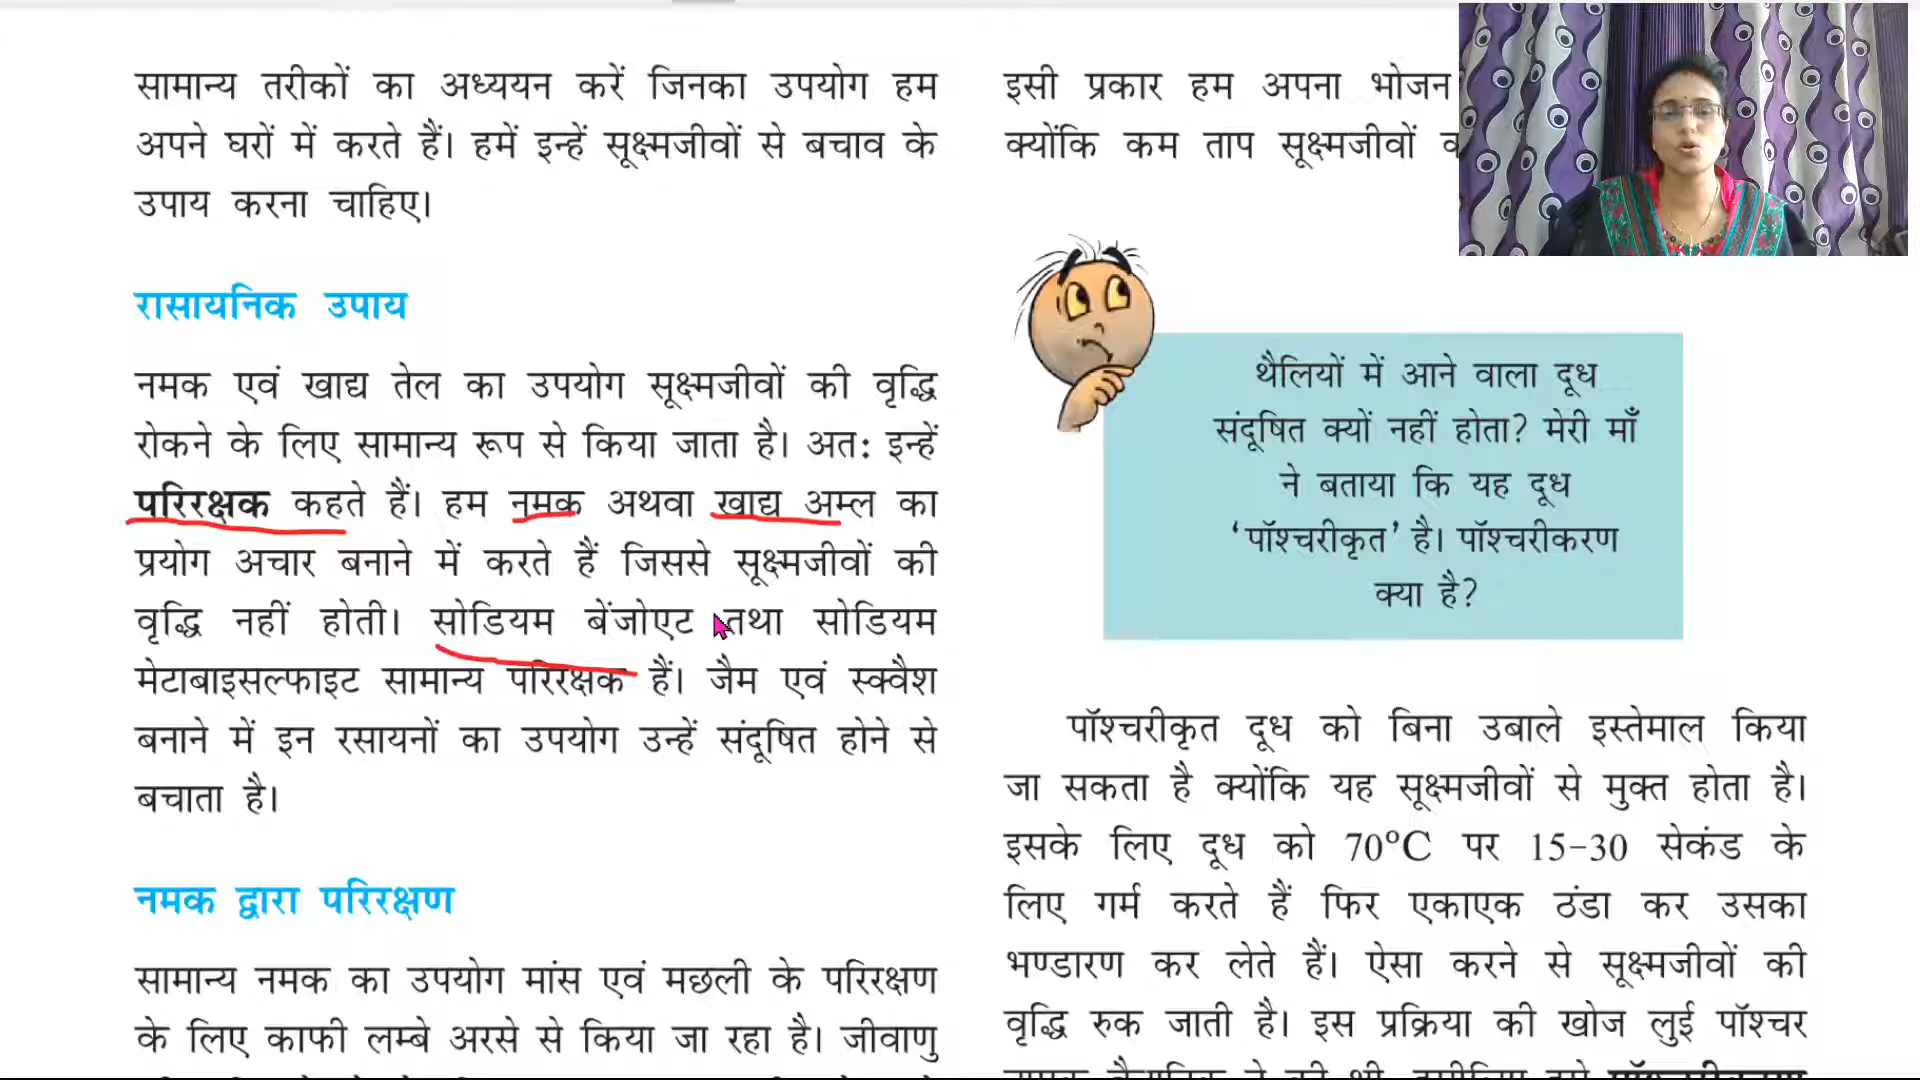 सामान्य तरीकों का अध्ययन करें जिनका उपयोग हम
अपने घरों में करते हैं। हमें इन्हें सूक्ष्मजीवों से बचाव के
उपाय करना चाहिए।
रासायनिक उपाय
नमक एवं खाद्य तेल का उपयोग सूक्ष्मजीवों की वृद्धि
रोकने के लिए सामान्य रूप से किया जाता है। अतः इन्हें
परिरक्षक कहते हैं। हम नमक अथवा खाद्य अम्ल का
प्रयोग अचार बनाने में करते हैं जिससे सूक्ष्मजीवों की
वृद्धि नहीं होती। सोडियम बेंजोएट तथा सोडियम
मेटाबाइसल्फाइट सामान्य परिरक्षक हैं। जैम एवं स्क्वैश
बनाने में इन रसायनों का उपयोग उन्हें संदूषित होने से
बचाता है।
नमक द्वारा परिरक्षण
सामान्य नमक का उपयोग मांस एवं मछली के परिरक्षण
के लिए काफी लम्बे अरसे से किया जा रहा है। जीवाणु
इसी प्रकार हम अपना भोजन
क्योंकि कम ताप सूक्ष्मजीवों
थैलियों में आने वाला दूध
संदूषित क्यों नहीं होता? मेरी माँ
ने बताया कि यह दूध
‘पॉश्चरीकृत’ है। पॉश्चरीकरण
क्या है?
पॉश्चरीकृत दूध को बिना उबाले इस्तेमाल किया
जा सकता है क्योंकि यह सूक्ष्मजीवों से मुक्त होता है।
इसके लिए दूध को 70°C पर 15-30 सेकंड के
लिए गर्म करते हैं फिर एकाएक ठंडा कर उसका
भण्डारण कर लेते हैं। ऐसा करने से सूक्ष्मजीवों की
वृद्धि रुक जाती है। इस प्रक्रिया की खोज लुई पॉश्चर